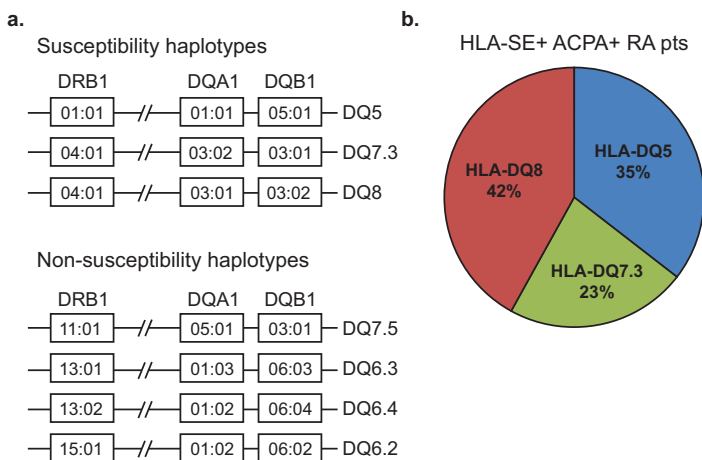 a.
Susceptibility haplotypes
DRB1 DQA1 DQB1
01:01 01:01 05:01 DQ5
04:01 03:02 03:01 DQ7.3
04:01 03:01 03:02 DQ8
Non-susceptibility haplotypes
DRB1 DQA1 DQB1
11:01 05:01 03:01 DQ7.5
13:01 01:03 06:03 DQ6.3
13:02 01:02 06:04 DQ6.4
15:01 01:02 06:02 DQ6.2
b.
HLA-SE+ ACPA+ RA pts
HLA-DQ8
42%
HLA-DQ5
35%
HLA-DQ7.3
23%